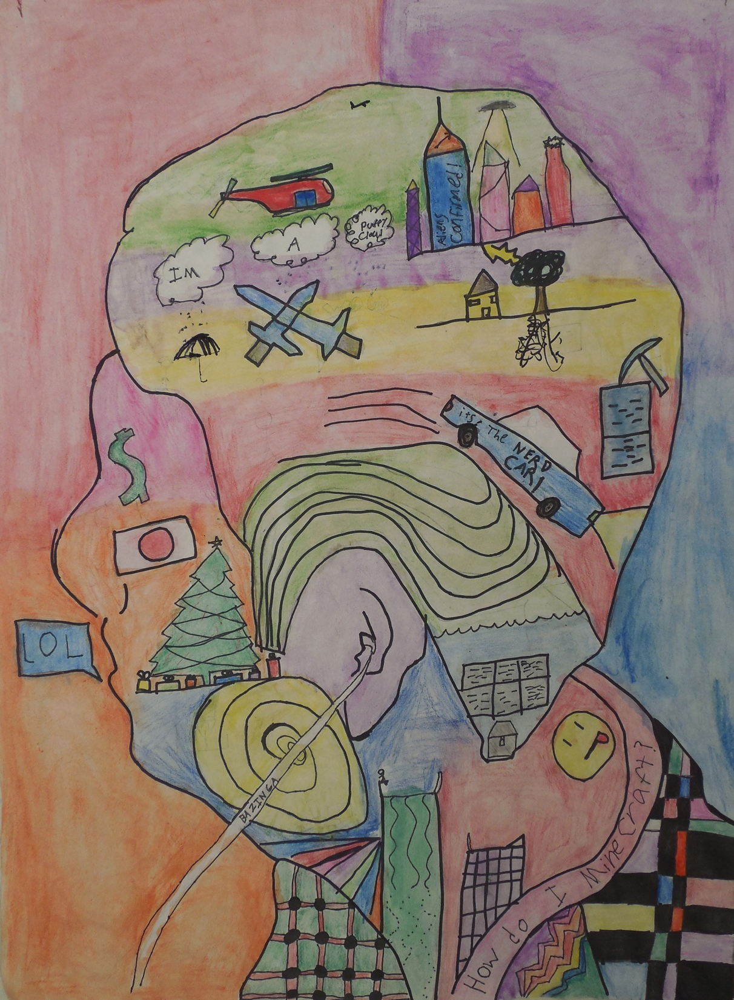 Aliens
Confirmed!
IM
A
Puffy
Cloud
its, The NERD
CAR!
LOL
BAZINGA
How do I Minecraft?